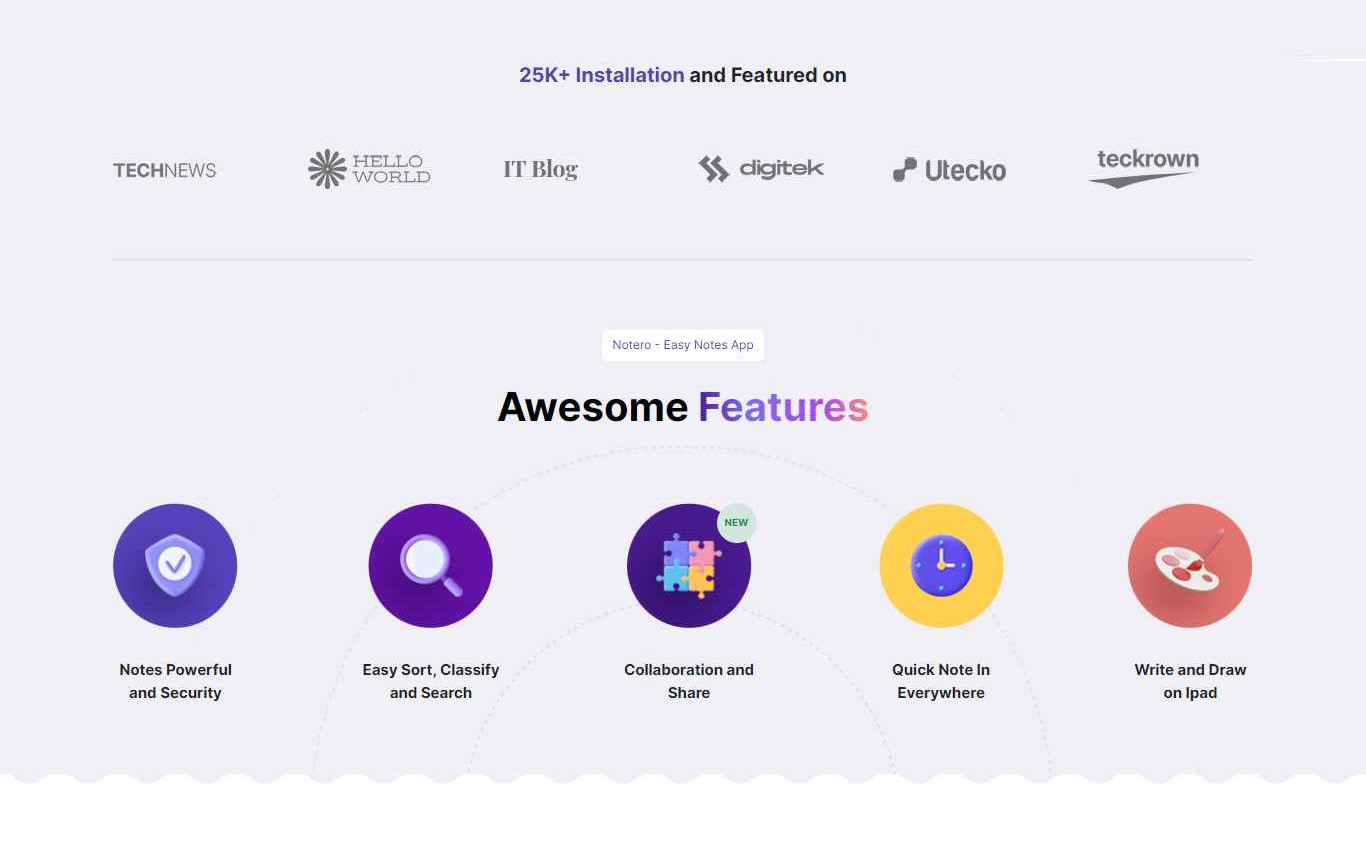 25K+ Installation and Featured on
TECHNEWS
HELLO
WORLD
IT Blog
digitek
Utecko
teckrown
Notero - Easy Notes App
Awesome Features
NEW
Notes Powerful
and Security
Easy Sort, Classify
and Search
Collaboration and
Share
Quick Note In
Everywhere
Write and Draw
on Ipad